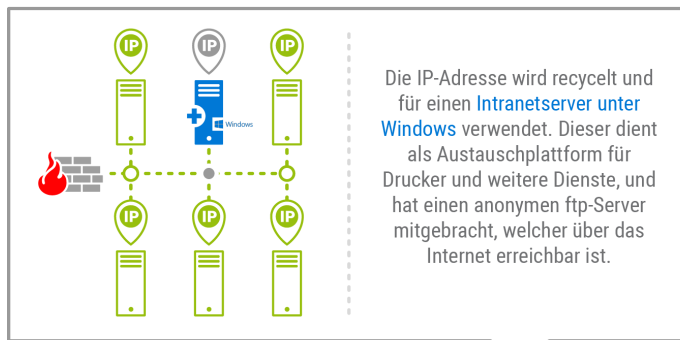 IP
IP
IP
Windows
IP
IP
IP
Die IP-Adresse wird recycelt und
für einen Intranetserver unter
Windows verwendet. Dieser dient
als Austauschplattform für
Drucker und weitere Dienste, und
hat einen anonymen ftp-Server
mitgebracht, welcher über das
Internet erreichbar ist.